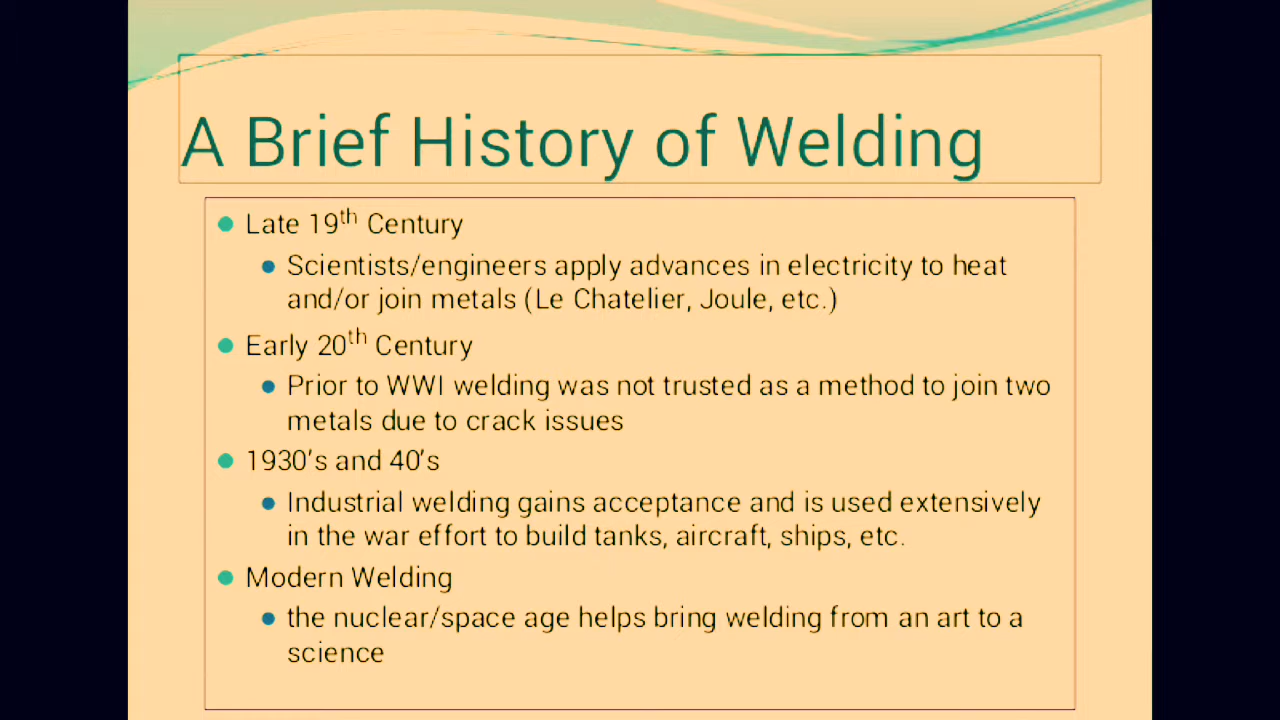 A Brief History of Welding
Late 19th Century
Scientists/engineers apply advances in electricity to heat
and/or join metals (Le Chatelier, Joule, etc.)
Early 20th Century
Prior to WWI welding was not trusted as a method to join two
metals due to crack issues
1930's and 40's
Industrial welding gains acceptance and is used extensively
in the war effort to build tanks, aircraft, ships, etc.
Modern Welding
the nuclear/space age helps bring welding from an art to a
science